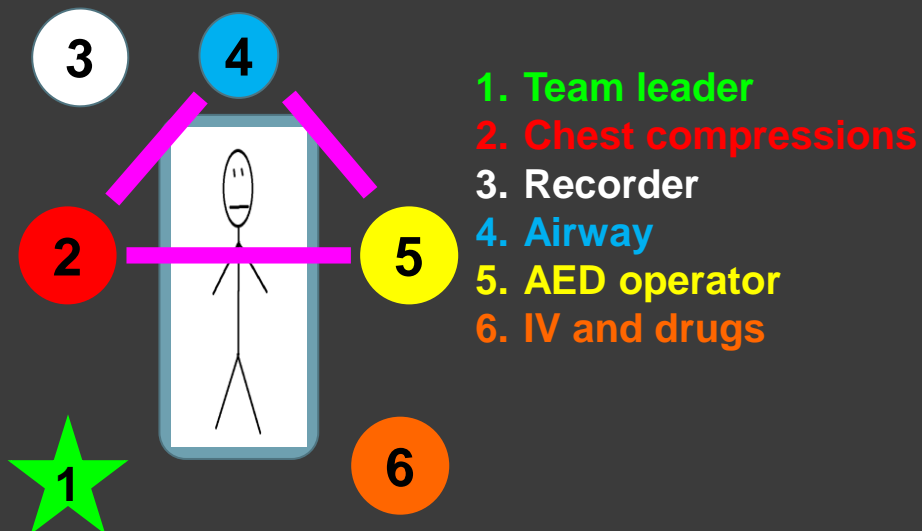 3
4
2
5
1
6
1. Team leader
2. Chest compressions
3. Recorder
4. Airway
5. AED operator
6. IV and drugs